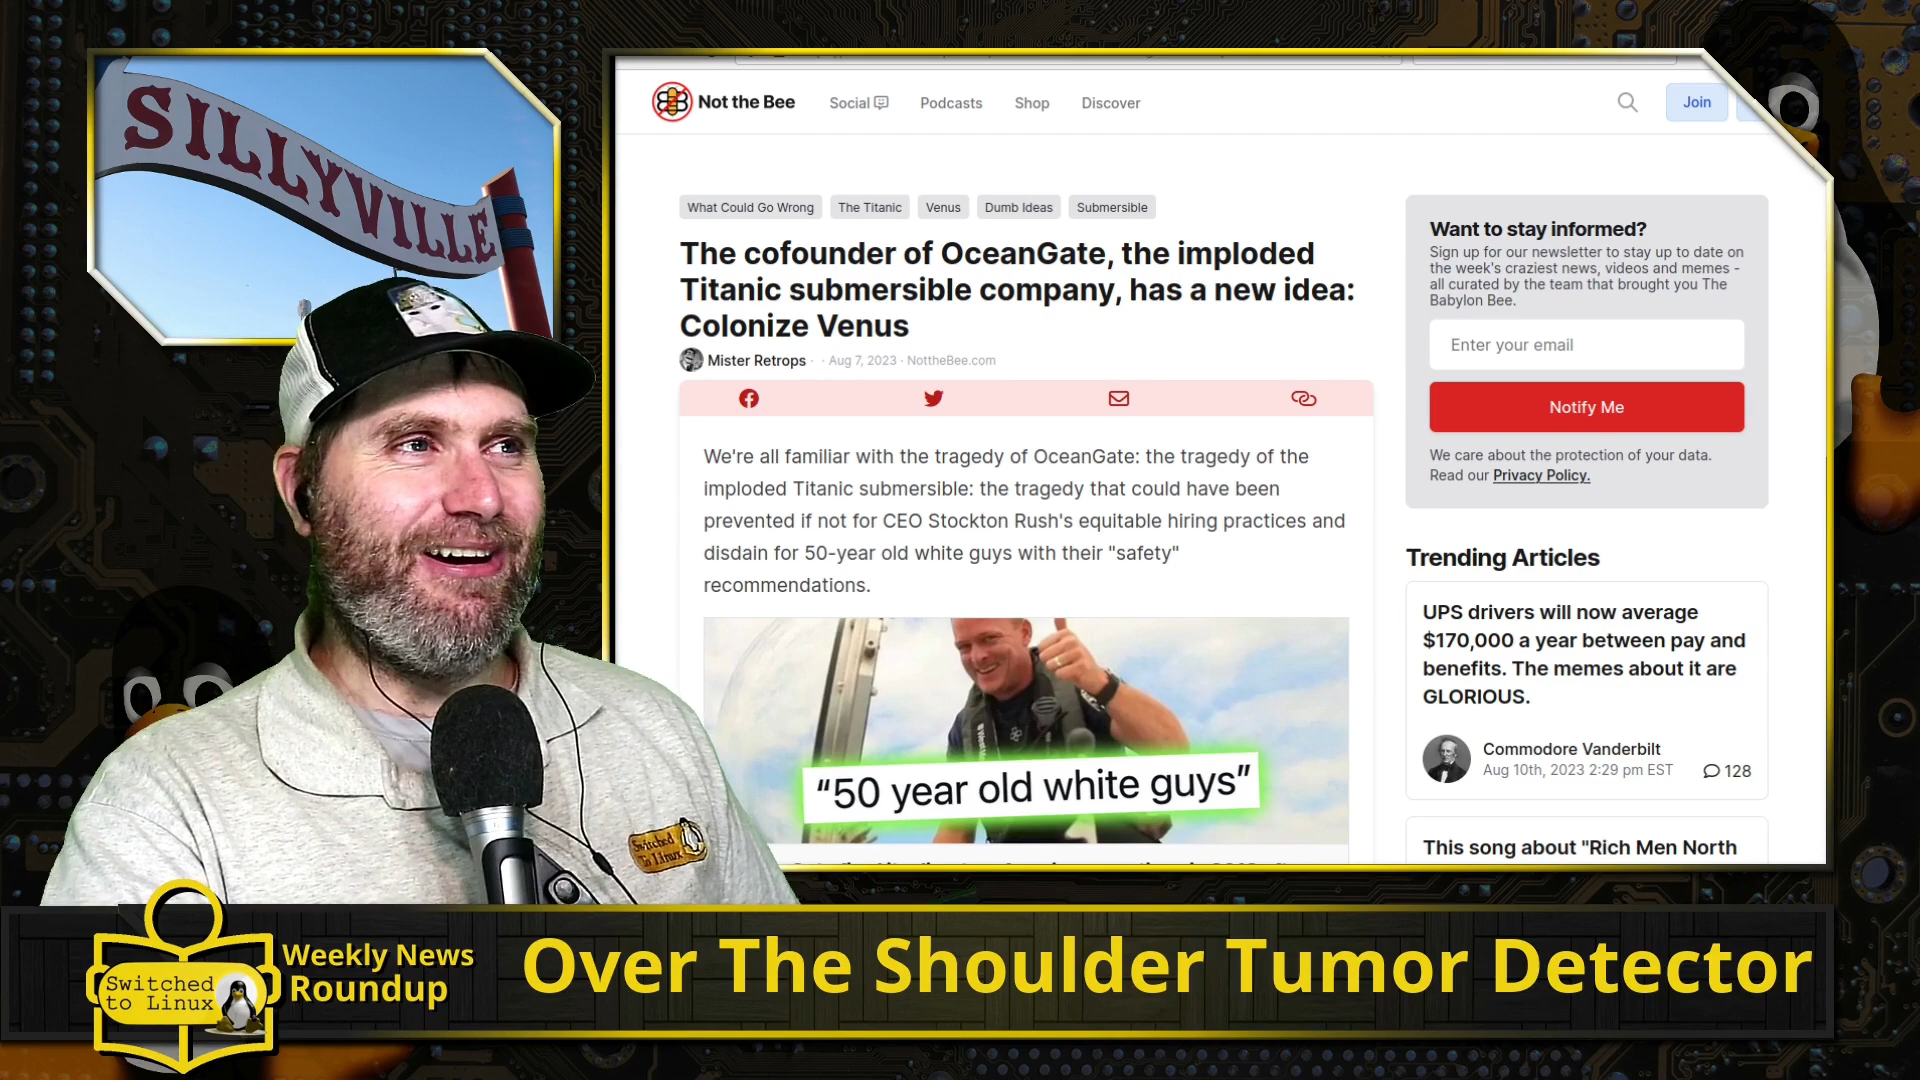 SILLYVILLE
Not the Bee
Social
Podcasts
Shop
Discover
Join
What Could Go Wrong
The Titanic
Venus
Dumb Ideas
Submersible
The cofounder of OceanGate, the imploded
Titanic submersible company, has a new idea:
Colonize Venus
Mister Retrops · · Aug 7, 2023 · NottheBee.com
We're all familiar with the tragedy of OceanGate: the tragedy of the
imploded Titanic submersible: the tragedy that could have been
prevented if not for CEO Stockton Rush's equitable hiring practices and
disdain for 50-year old white guys with their "safety"
recommendations.
“50 year old white guys”
Want to stay informed?
Sign up for our newsletter to stay up to date on
the week's craziest news, videos and memes -
all curated by the team that brought you The
Babylon Bee.
Enter your email
Notify Me
We care about the protection of your data.
Read our Privacy Policy.
Trending Articles
UPS drivers will now average
$170,000 a year between pay and
benefits. The memes about it are
GLORIOUS.
Commodore Vanderbilt
Aug 10th, 2023 2:29 pm EST
128
This song about "Rich Men North
Switched
To Linux
Switched
to Linux
Weekly News
Roundup
Over The Shoulder Tumor Detector